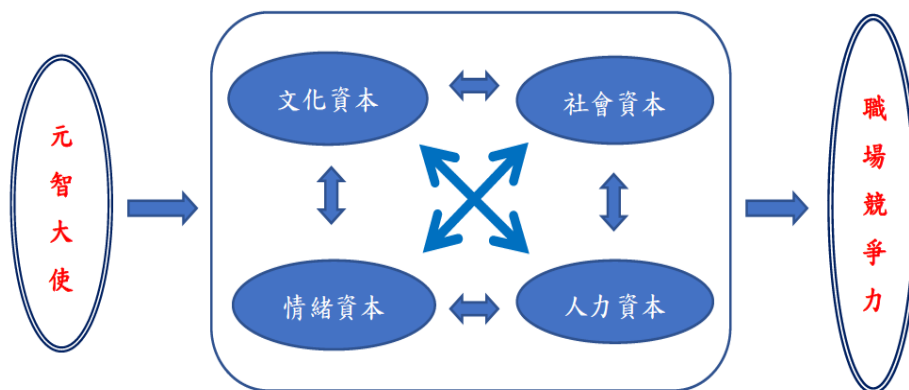 元智大使
文化資本
社會資本
情緒資本
人力資本
職場競爭力